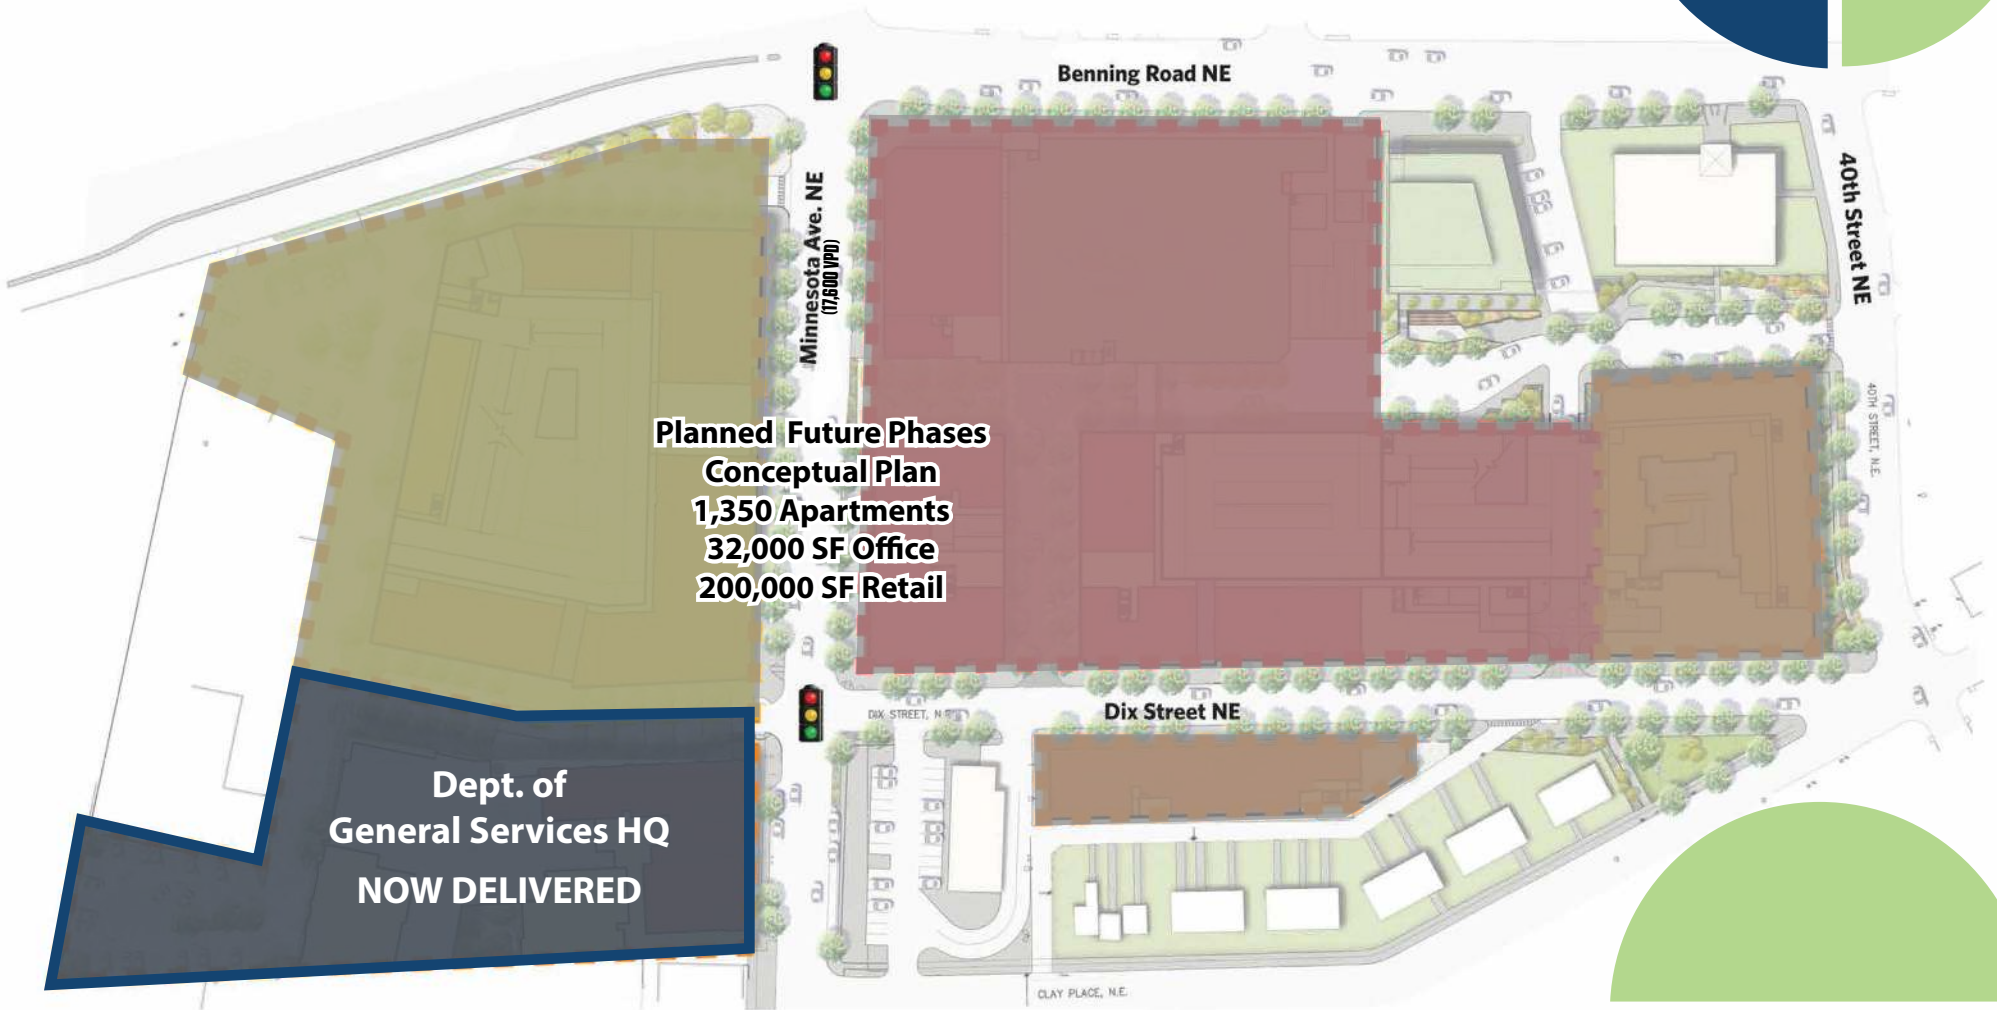 Benning Road NE
Minnesota Ave. NE
(17,600 VPD)
40th Street NE
40TH STREET, N.E.
Planned Future Phases
Conceptual Plan
1,350 Apartments
32,000 SF Office
200,000 SF Retail
DIX STREET, N.E.
Dix Street NE
Dept. of
General Services HQ
NOW DELIVERED
CLAY PLACE, N.E.